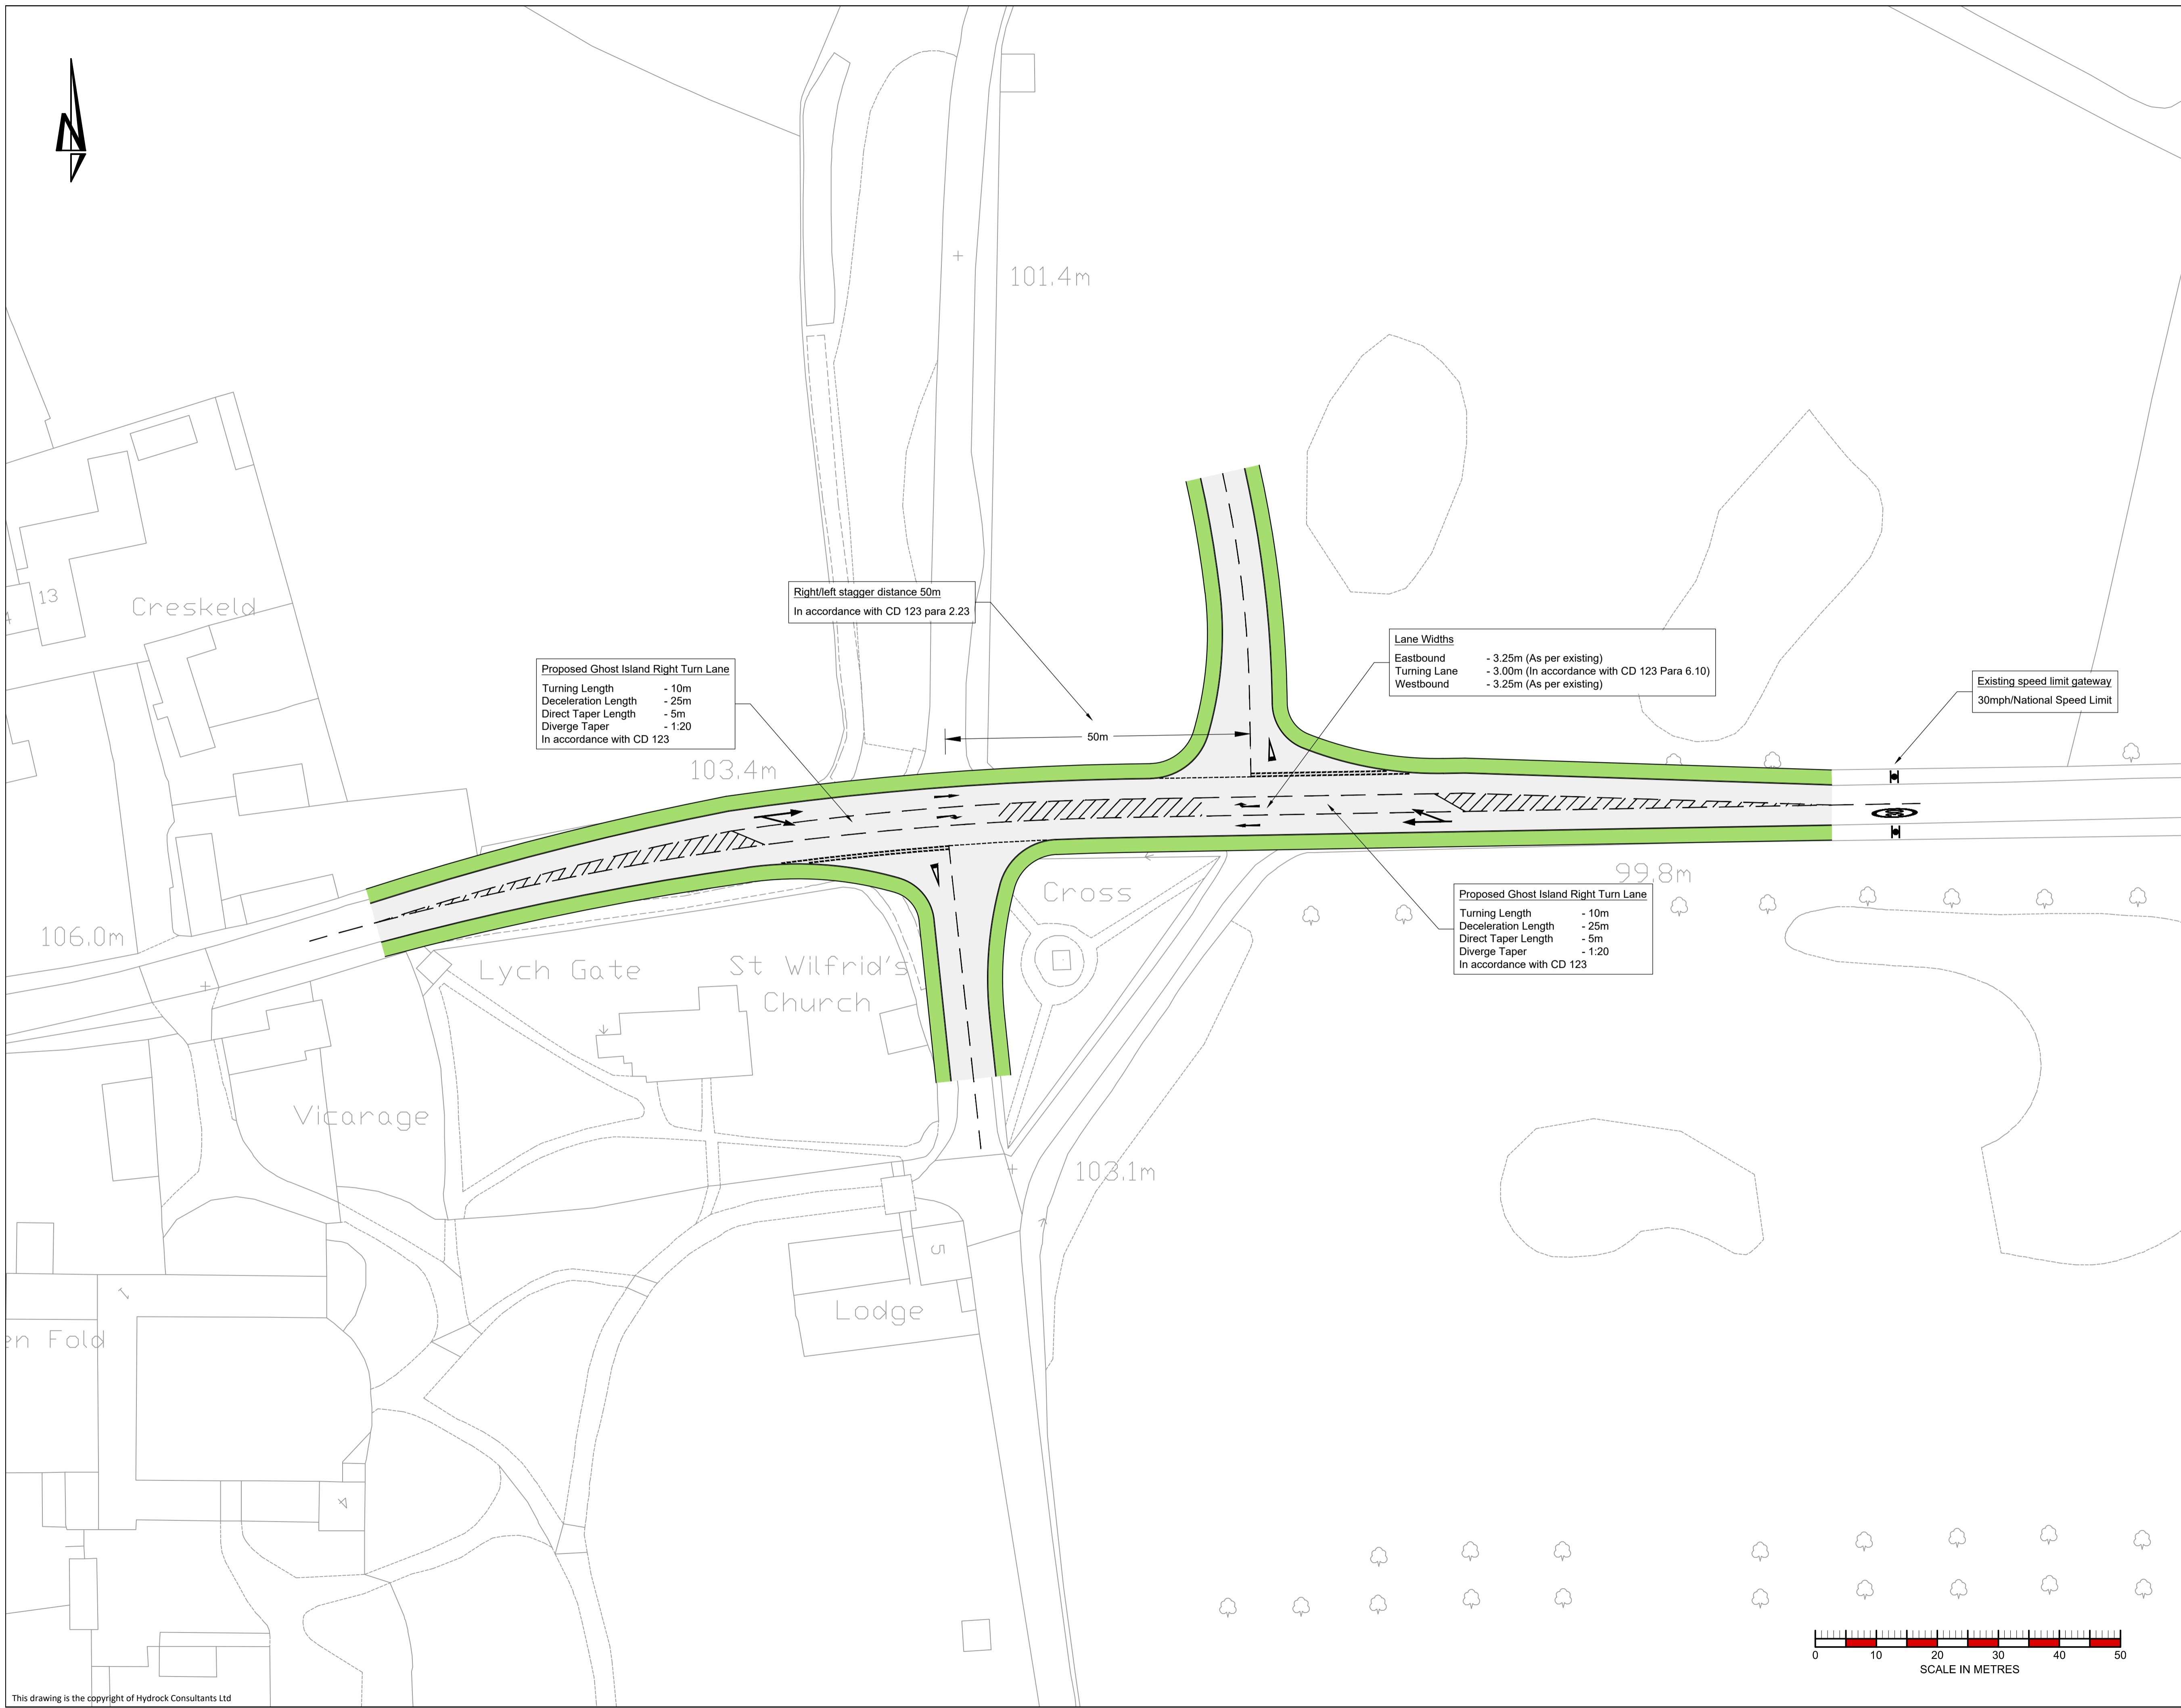 N
101.4m
13
Creskeld
Right/left stagger distance 50m
In accordance with CD 123 para 2.23
Lane Widths
Eastbound - 3.25m (As per existing)
Turning Lane - 3.00m (In accordance with CD 123 Para 6.10)
Westbound - 3.25m (As per existing)
Proposed Ghost Island Right Turn Lane
Turning Length - 10m
Deceleration Length - 25m
Direct Taper Length - 5m
Diverge Taper - 1:20
In accordance with CD 123
Existing speed limit gateway
30mph/National Speed Limit
50m
103.4m
99.8m
Cross
Proposed Ghost Island Right Turn Lane
Turning Length - 10m
Deceleration Length - 25m
Direct Taper Length - 5m
Diverge Taper - 1:20
In accordance with CD 123
106.0m
Lych Gate
St Wilfrid's
Church
Vicarage
103.1m
5
Lodge
1
en Fold
4
0 10 20 30 40 50
SCALE IN METRES
This drawing is the copyright of Hydrock Consultants Ltd